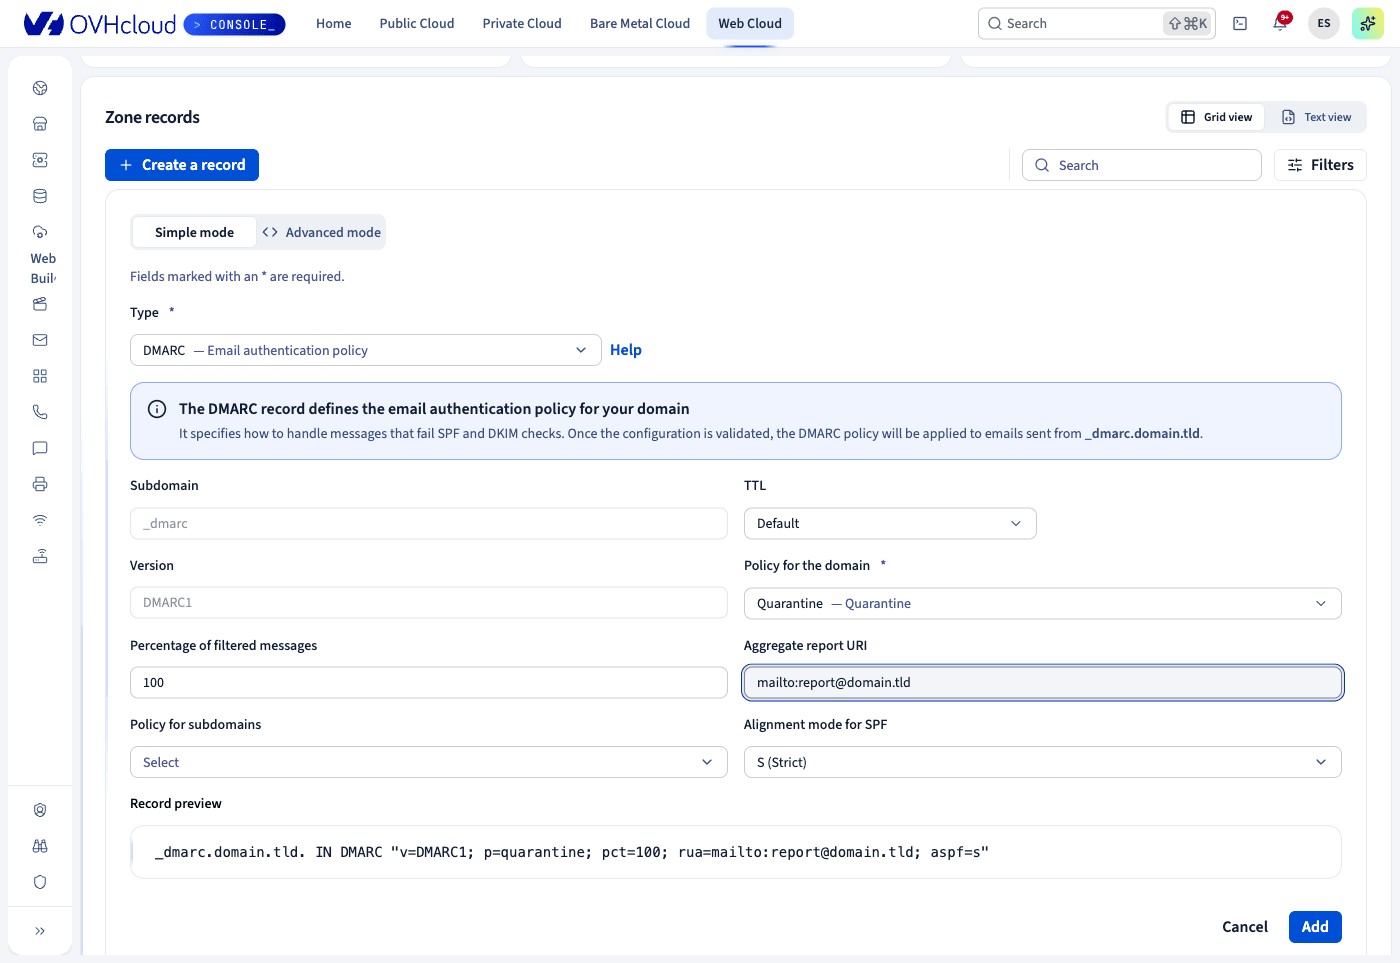 OVHcloud > CONSOLE_
Home Public Cloud Private Cloud Bare Metal Cloud Web Cloud
Search ⇧⌘K 9+ ES
Web
Buil
Zone records
Grid view Text view
+ Create a record
Search Filters
Simple mode <> Advanced mode
Fields marked with an * are required.
Type *
DMARC — Email authentication policy Help
The DMARC record defines the email authentication policy for your domain
It specifies how to handle messages that fail SPF and DKIM checks. Once the configuration is validated, the DMARC policy will be applied to emails sent from _dmarc.domain.tld.
Subdomain TTL
_dmarc Default
Version Policy for the domain *
DMARC1 Quarantine — Quarantine
Percentage of filtered messages Aggregate report URI
100 mailto:report@domain.tld
Policy for subdomains Alignment mode for SPF
Select S (Strict)
Record preview
_dmarc.domain.tld. IN DMARC "v=DMARC1; p=quarantine; pct=100; rua=mailto:report@domain.tld; aspf=s"
Cancel Add